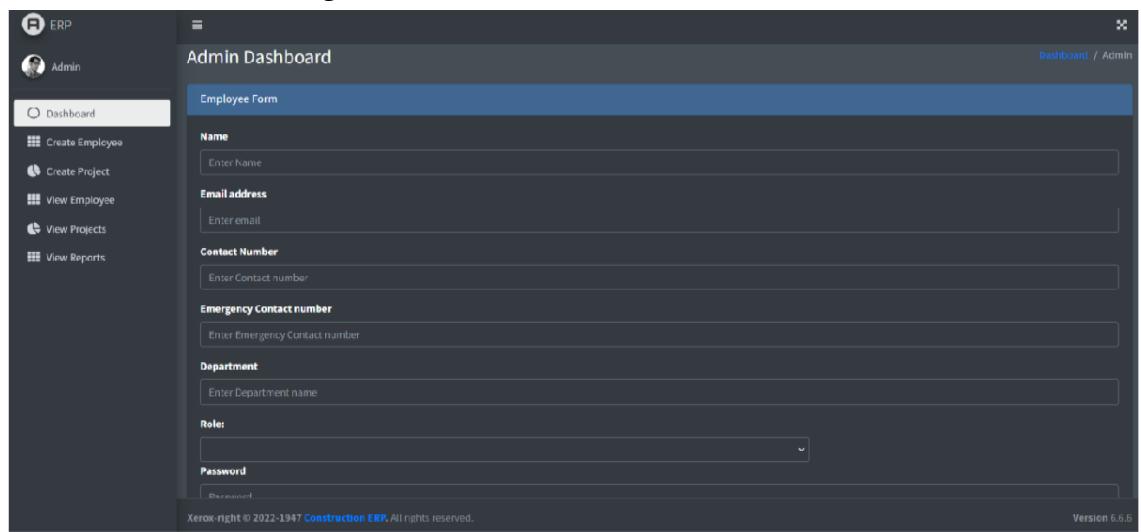 ERP
Admin
Dashboard
Create Employee
Create Project
View Employee
View Projects
View Reports
Admin Dashboard
Dashboard / Admin
Employee Form
Name
Enter Name
Email address
Enter email
Contact Number
Enter Contact number
Emergency Contact number
Enter Emergency Contact number
Department
Enter Department name
Role:
Password
Password
Xerox-right © 2022-1947 Construction ERP. All rights reserved.
Version 6.6.6